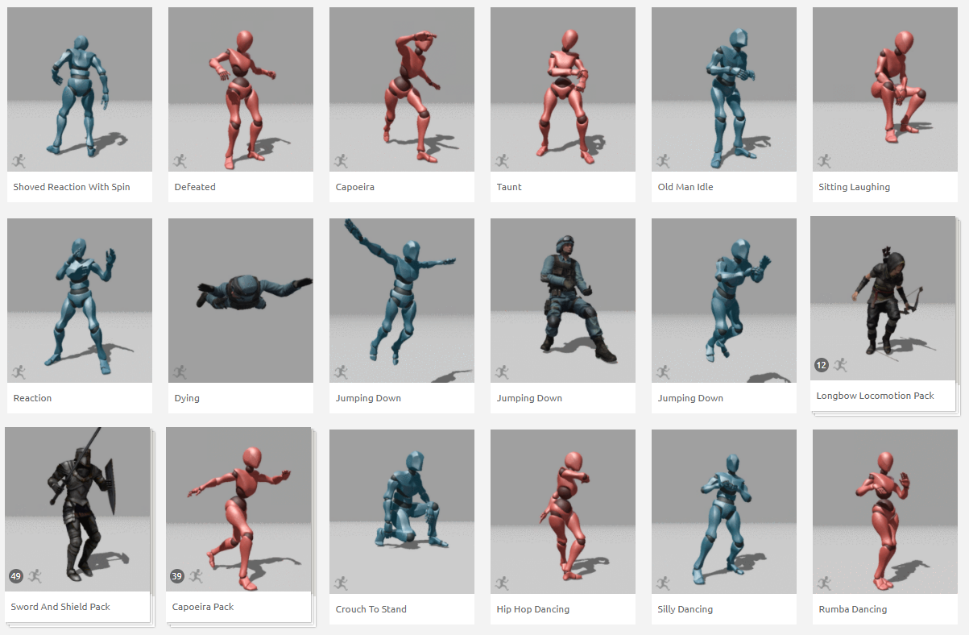 Shoved Reaction With Spin
Defeated
Capoeira
Taunt
Old Man Idle
Sitting Laughing
Reaction
Dying
Jumping Down
Jumping Down
Jumping Down
12
Longbow Locomotion Pack
49
Sword And Shield Pack
39
Capoeira Pack
Crouch To Stand
Hip Hop Dancing
Silly Dancing
Rumba Dancing